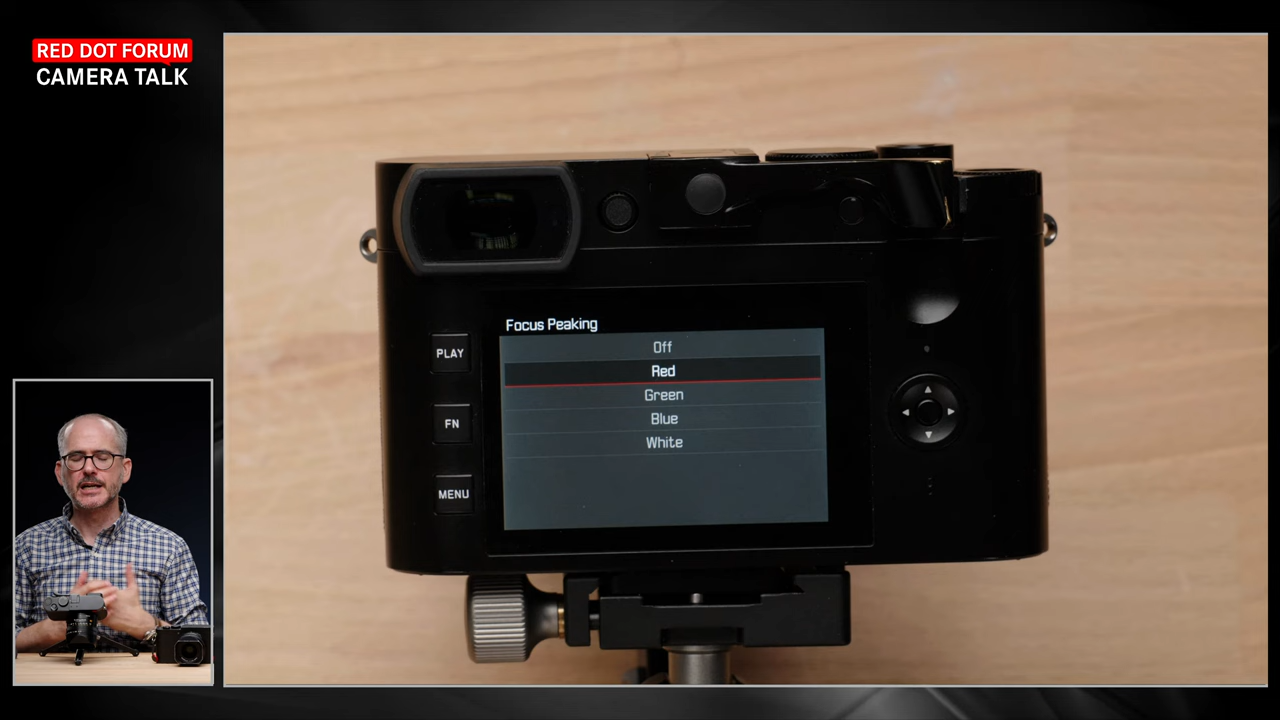 RED DOT FORUM
CAMERA TALK
Focus Peaking
Off
Red
Green
Blue
White
PLAY
FN
MENU